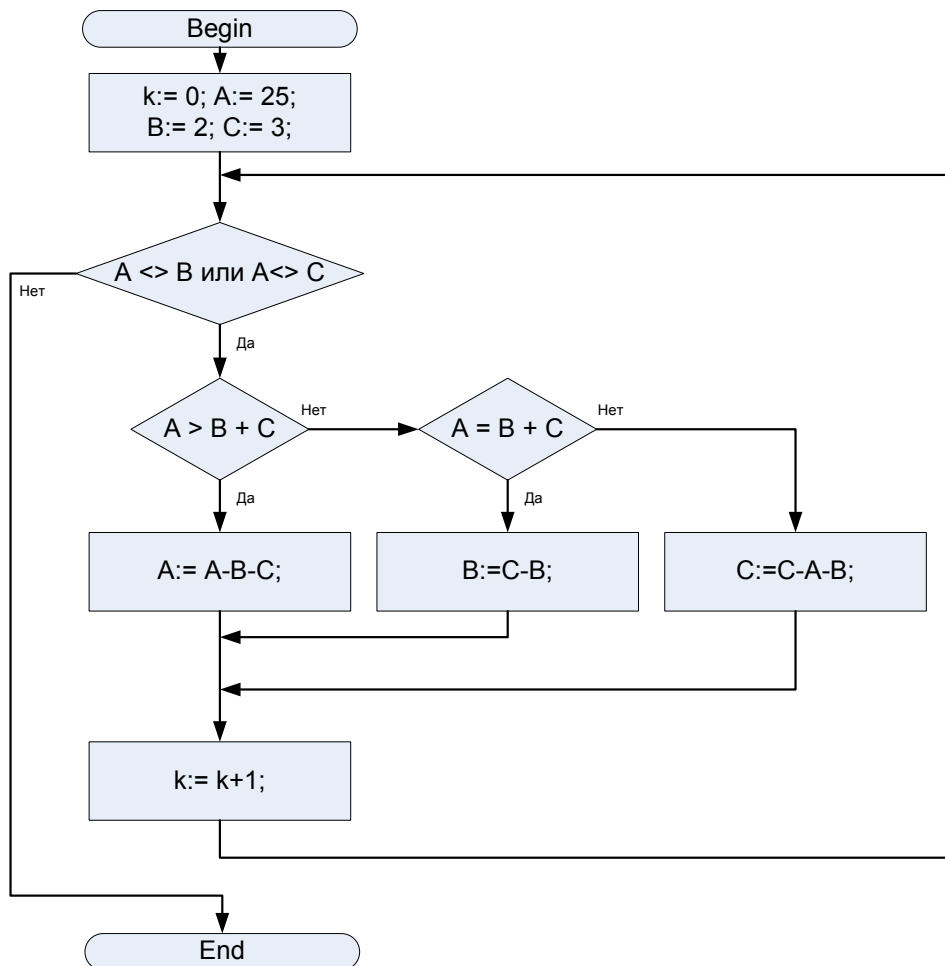 Begin
k:= 0; A:= 25;
B:= 2; C:= 3;
A <> B или A<> C
Нет
Да
A > B + C
Нет
A = B + C
Нет
Да
Да
A:= A-B-C;
B:=C-B;
C:=C-A-B;
k:= k+1;
End